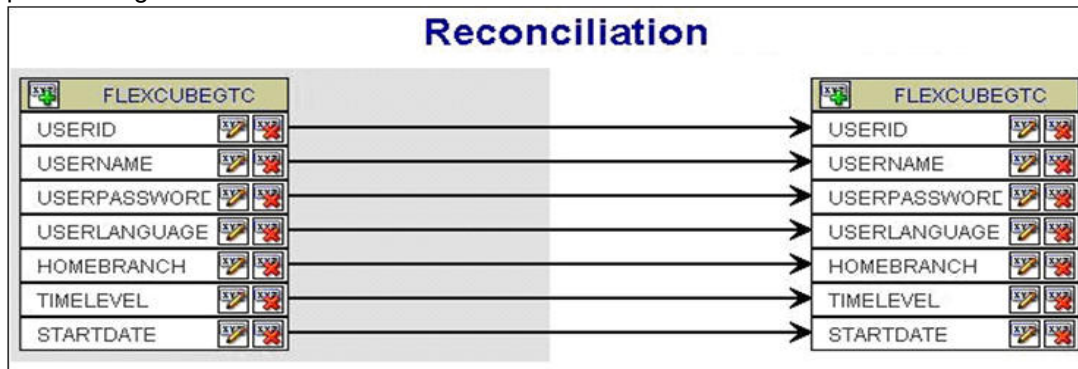 Reconciliation
FLEXCUBEGTC FLEXCUBEGTC
USERID USERID
USERNAME USERNAME
USERPASSWORD USERPASSWORD
USERLANGUAGE USERLANGUAGE
HOMEBRANCH HOMEBRANCH
TIMELEVEL TIMELEVEL
STARTDATE STARTDATE